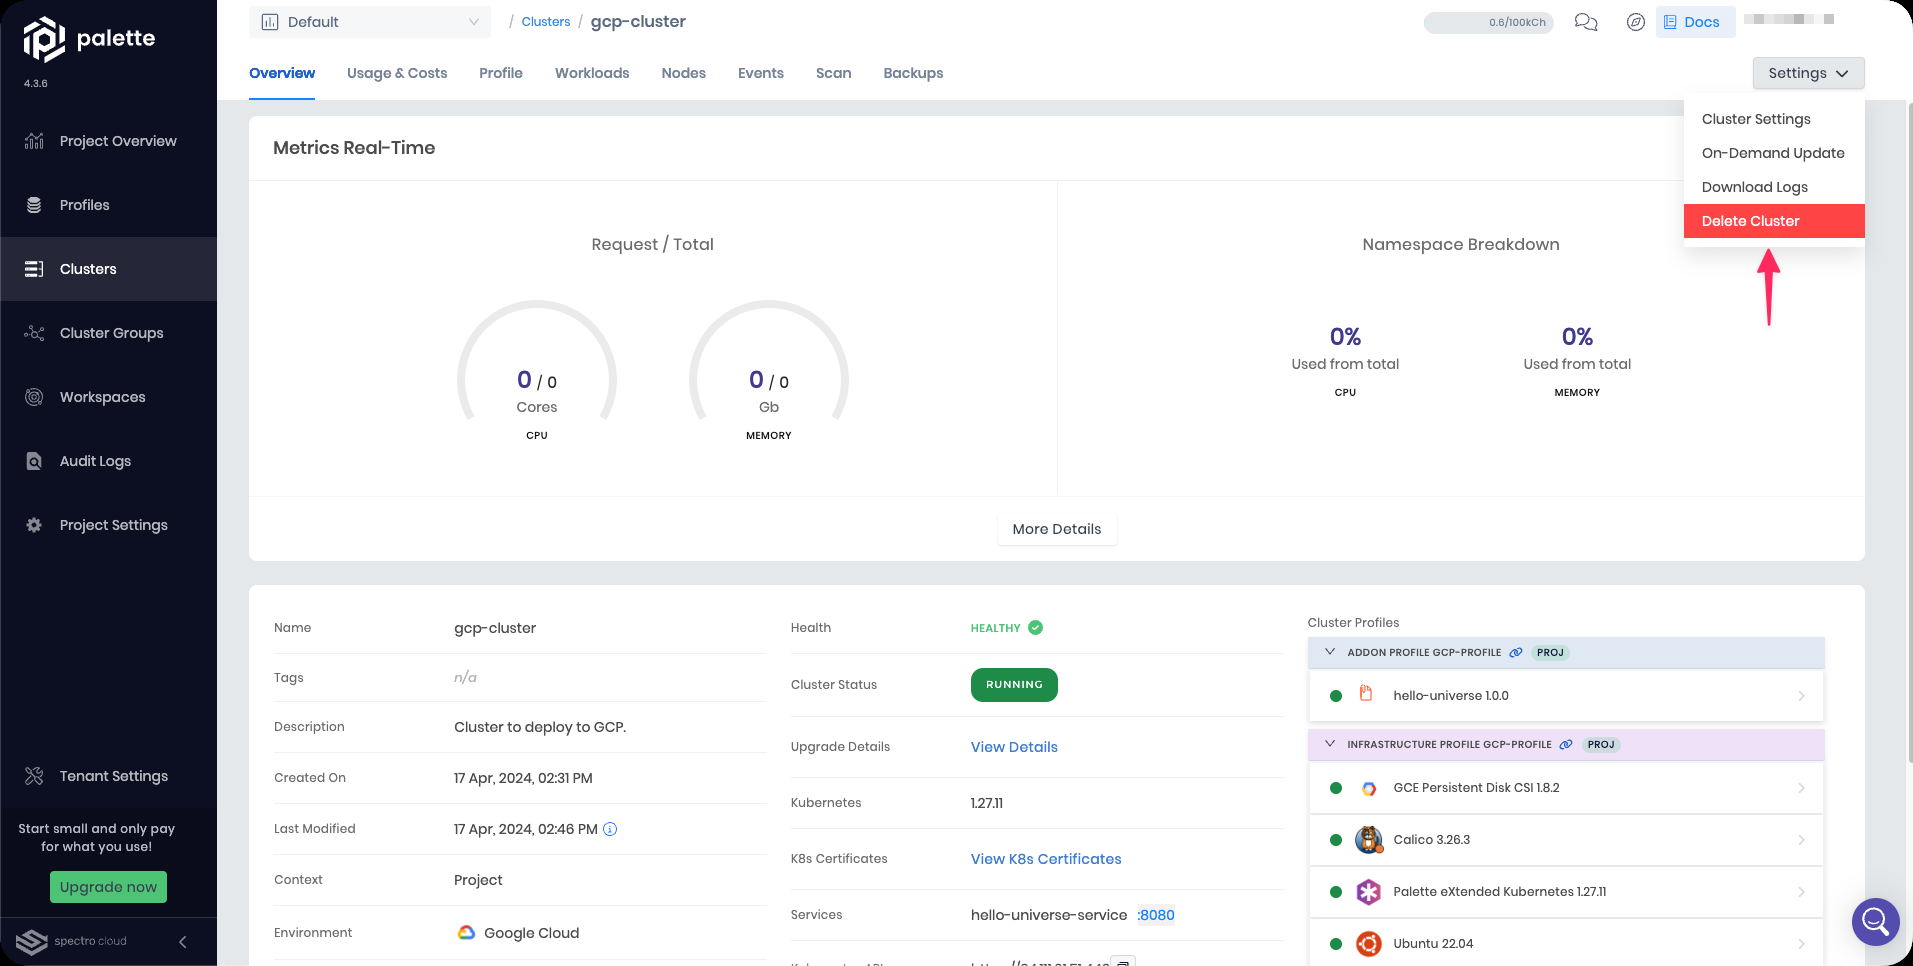 palette
4.3.6
Project Overview
Profiles
Clusters
Cluster Groups
Workspaces
Audit Logs
Project Settings
Tenant Settings
Start small and only pay
for what you use!
Upgrade now
spectro cloud
Default
/ Clusters / gcp-cluster
0.6/100kCh
Docs
Overview
Usage & Costs
Profile
Workloads
Nodes
Events
Scan
Backups
Settings
Cluster Settings
On-Demand Update
Download Logs
Delete Cluster
Metrics Real-Time
Request / Total
0 / 0
Cores
CPU
0 / 0
Gb
MEMORY
Namespace Breakdown
0%
Used from total
CPU
0%
Used from total
MEMORY
More Details
Name gcp-cluster
Tags n/a
Description Cluster to deploy to GCP.
Created On 17 Apr, 2024, 02:31 PM
Last Modified 17 Apr, 2024, 02:46 PM
Context Project
Environment Google Cloud
Health HEALTHY
Cluster Status RUNNING
Upgrade Details View Details
Kubernetes 1.27.11
K8s Certificates View K8s Certificates
Services hello-universe-service :8080
Cluster Profiles
ADDON PROFILE GCP-PROFILE PROJ
hello-universe 1.0.0
INFRASTRUCTURE PROFILE GCP-PROFILE PROJ
GCE Persistent Disk CSI 1.8.2
Calico 3.26.3
Palette eXtended Kubernetes 1.27.11
Ubuntu 22.04